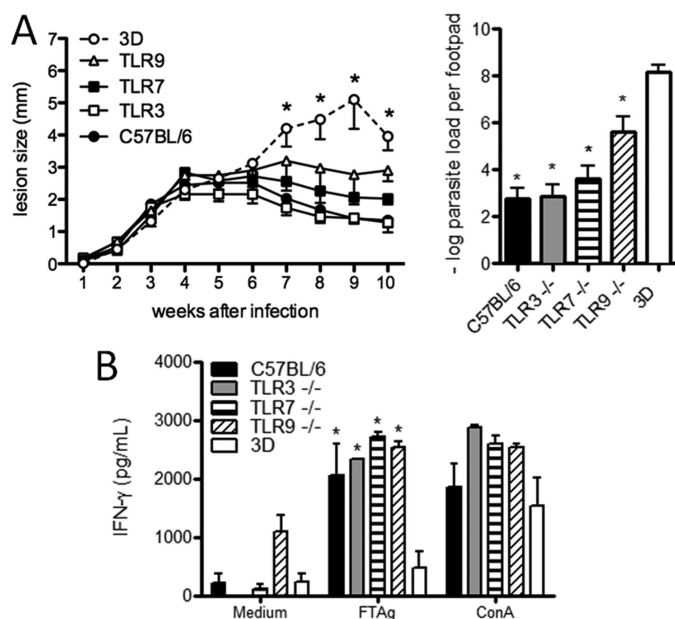 A
lesion size (mm)
7
6
5
4
3
2
1
0
3D
TLR9
TLR7
TLR3
C57BL/6
* * * *
1 2 3 4 5 6 7 8 9 10
weeks after infection
- log parasite load per footpad
10
8
6
4
2
0
* * * *
C57BL/6
TLR3 -/-
TLR7 -/-
TLR9 -/-
3D
B
IFN-γ (pg/mL)
4000
3000
2000
1000
0
C57BL/6
TLR3 -/-
TLR7 -/-
TLR9 -/-
3D
* * * *
Medium FTAg ConA